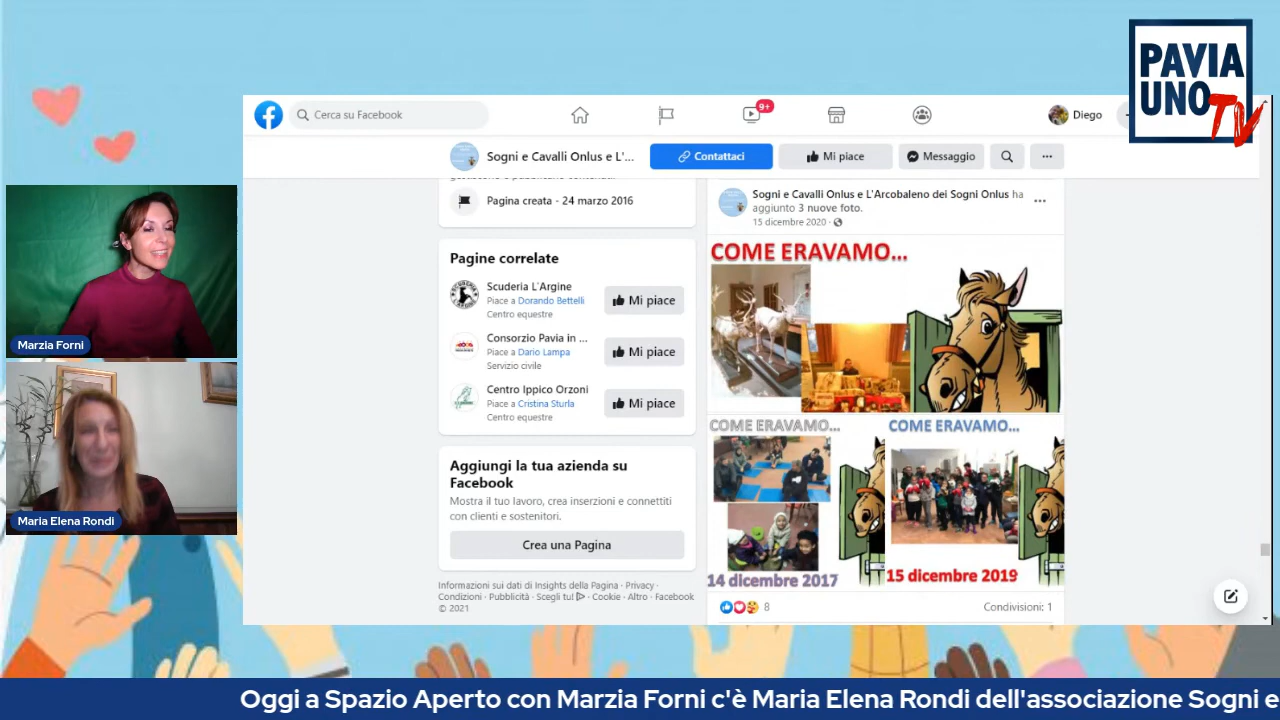 PAVIA
UNO TV
Cerca su Facebook
9+
Diego
Sogni e Cavalli Onlus e L'...
Contattaci
Mi piace
Messaggio
Pagina creata - 24 marzo 2016
Pagine correlate
Scuderia L'Argine
Piace a Dorando Bettelli
Centro equestre
Mi piace
Consorzio Pavia in ...
Piace a Dario Lampa
Servizio civile
Mi piace
Centro Ippico Orzoni
Piace a Cristina Sturla
Centro equestre
Mi piace
Aggiungi la tua azienda su
Facebook
Mostra il tuo lavoro, crea inserzioni e connettiti
con clienti e sostenitori.
Crea una Pagina
Informazioni sui dati di Insights della Pagina · Privacy ·
Condizioni · Pubblicità · Scegli tu! · Cookie · Altro · Facebook
© 2021
Sogni e Cavalli Onlus e L'Arcobaleno dei Sogni Onlus ha
aggiunto 3 nuove foto.
15 dicembre 2020 ·
COME ERAVAMO...
COME ERAVAMO...
14 dicembre 2017
COME ERAVAMO...
15 dicembre 2019
8
Condivisioni: 1
Marzia Forni
Maria Elena Rondi
Oggi a Spazio Aperto con Marzia Forni c'è Maria Elena Rondi dell'associazione Sogni e